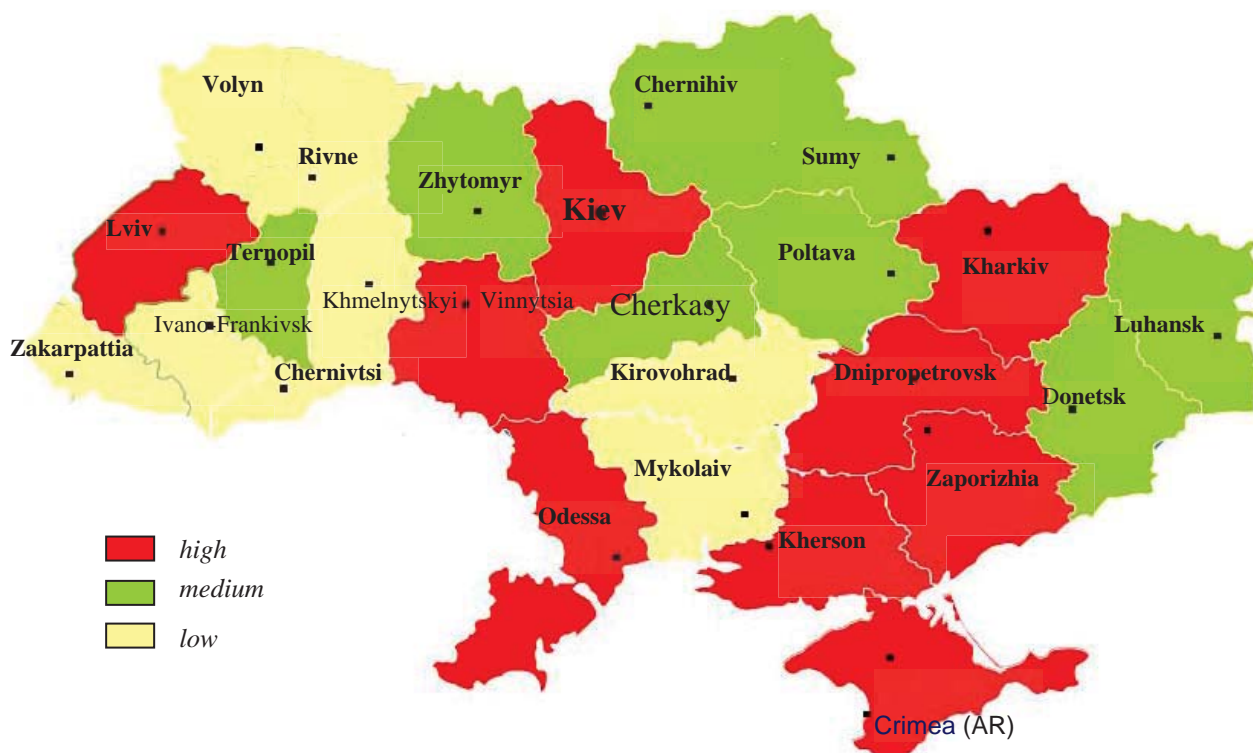 Volyn
Chernihiv
Rivne
Sumy
Zhytomyr
Kiev
Lviv
Ternopil
Poltava
Kharkiv
Khmelnytskyi
Vinnytsia
Cherkasy
Ivano-Frankivsk
Luhansk
Zakarpattia
Chernivtsi
Kirovohrad
Dnipropetrovsk
Donetsk
Mykolaiv
Zaporizhia
Odessa
Kherson
high
medium
low
Crimea (AR)